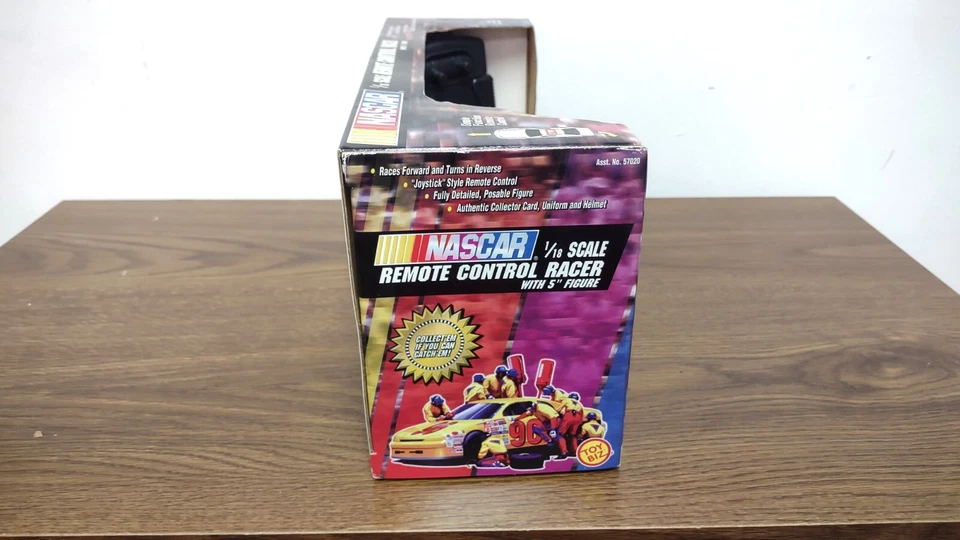 NASCAR
Asst. No. 57020
Races Forward and Turns in Reverse
"Joystick" Style Remote Control
Fully Detailed, Posable Figure
Authentic Collector Card, Uniform and Helmet
NASCAR 1/18 SCALE
REMOTE CONTROL RACER
WITH 5" FIGURE
COLLECT'EM
IF YOU CAN
CATCH'EM!
90
TOY
BIZ